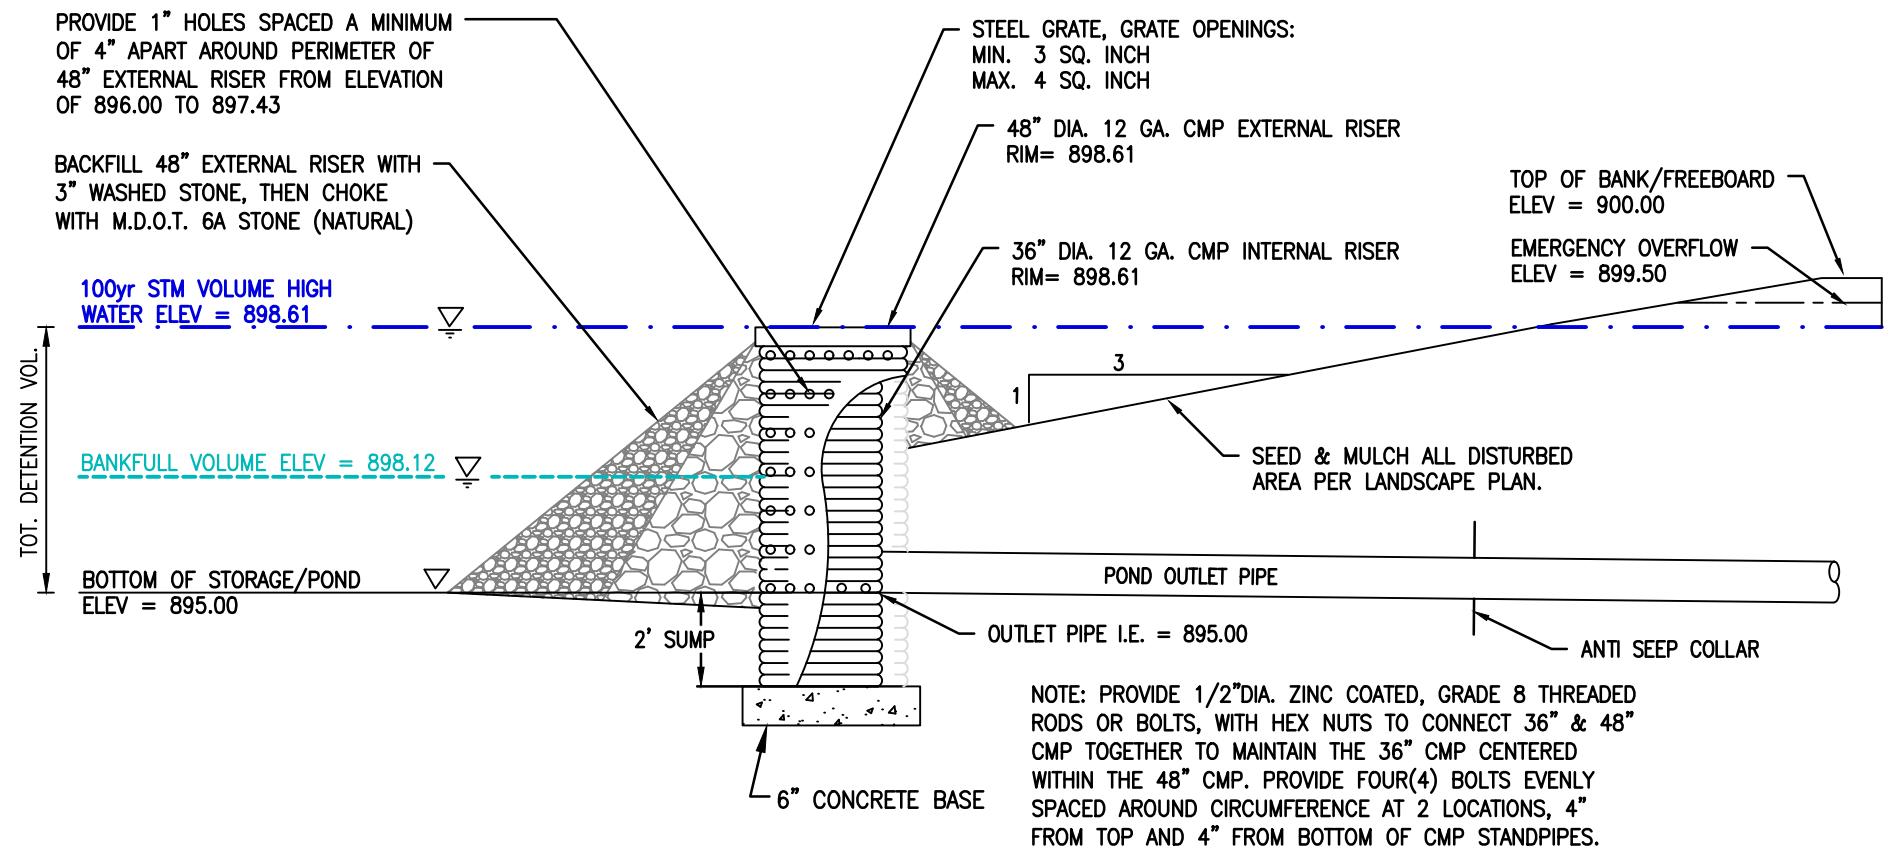 PROVIDE 1" HOLES SPACED A MINIMUM
OF 4" APART AROUND PERIMETER OF
48" EXTERNAL RISER FROM ELEVATION
OF 896.00 TO 897.43
STEEL GRATE, GRATE OPENINGS:
MIN. 3 SQ. INCH
MAX. 4 SQ. INCH
48" DIA. 12 GA. CMP EXTERNAL RISER
RIM= 898.61
BACKFILL 48" EXTERNAL RISER WITH
3" WASHED STONE, THEN CHOKE
WITH M.D.O.T. 6A STONE (NATURAL)
TOP OF BANK/FREEBOARD
ELEV = 900.00
36" DIA. 12 GA. CMP INTERNAL RISER
RIM= 898.61
EMERGENCY OVERFLOW
ELEV = 899.50
100yr STM VOLUME HIGH
WATER ELEV = 898.61
TOT. DETENTION VOL.
3
1
BANKFULL VOLUME ELEV = 898.12
SEED & MULCH ALL DISTURBED
AREA PER LANDSCAPE PLAN.
BOTTOM OF STORAGE/POND
ELEV = 895.00
POND OUTLET PIPE
2' SUMP
OUTLET PIPE I.E. = 895.00
ANTI SEEP COLLAR
6" CONCRETE BASE
NOTE: PROVIDE 1/2"DIA. ZINC COATED, GRADE 8 THREADED
RODS OR BOLTS, WITH HEX NUTS TO CONNECT 36" & 48"
CMP TOGETHER TO MAINTAIN THE 36" CMP CENTERED
WITHIN THE 48" CMP. PROVIDE FOUR(4) BOLTS EVENLY
SPACED AROUND CIRCUMFERENCE AT 2 LOCATIONS, 4"
FROM TOP AND 4" FROM BOTTOM OF CMP STANDPIPES.